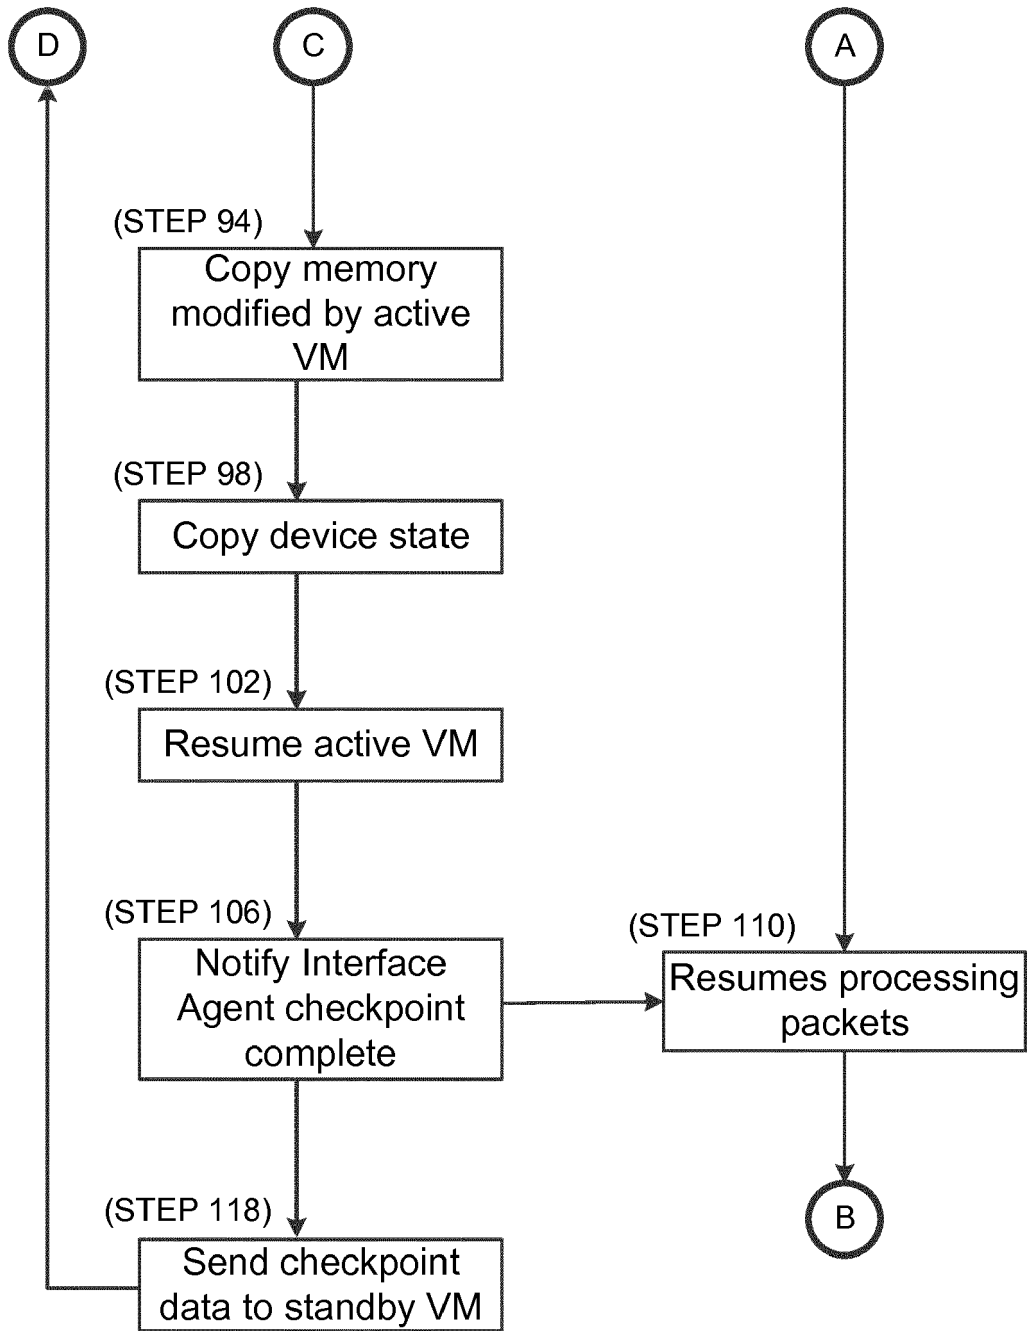 D
C
A
(STEP 94)
Copy memory
modified by active
VM
(STEP 98)
Copy device state
(STEP 102)
Resume active VM
(STEP 106)
Notify Interface
Agent checkpoint
complete
(STEP 110)
Resumes processing
packets
B
(STEP 118)
Send checkpoint
data to standby VM